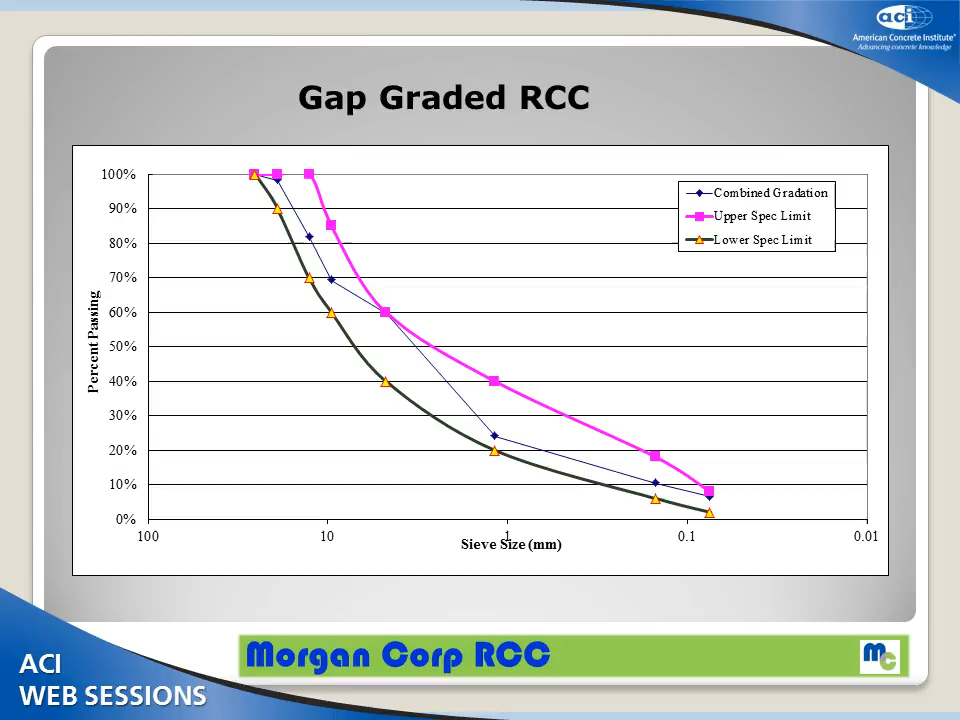 aci
American Concrete Institute®
Advancing concrete knowledge
Gap Graded RCC
100%
90%
80%
70%
60%
50%
40%
30%
20%
10%
0%
Percent Passing
Combined Gradation
Upper Spec Limit
Lower Spec Limit
100
10
1
0.1
0.01
Sieve Size (mm)
Morgan Corp RCC
mc
ACI
WEB SESSIONS